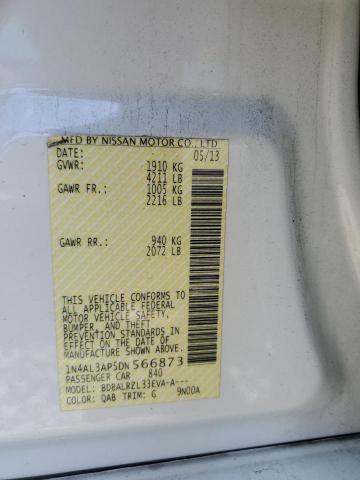 MFD BY NISSAN MOTOR CO., LTD
DATE: 05/13
GVWR: 1910 KG
4211 LB
GAWR FR.: 1005 KG
2216 LB
GAWR RR.: 940 KG
2072 LB
THIS VEHICLE CONFORMS TO
ALL APPLICABLE FEDERAL
MOTOR VEHICLE SAFETY,
BUMPER, AND THEFT
PREVENTION STANDARDS IN
EFFECT ON THE DATE OF
MANUFACTURE SHOWN ABOVE.
1N4AL3AP5DN566873
PASSENGER CAR 840
MODEL: BDBALRZL33EVA-A---
COLOR: QAB TRIM: G 9N00A